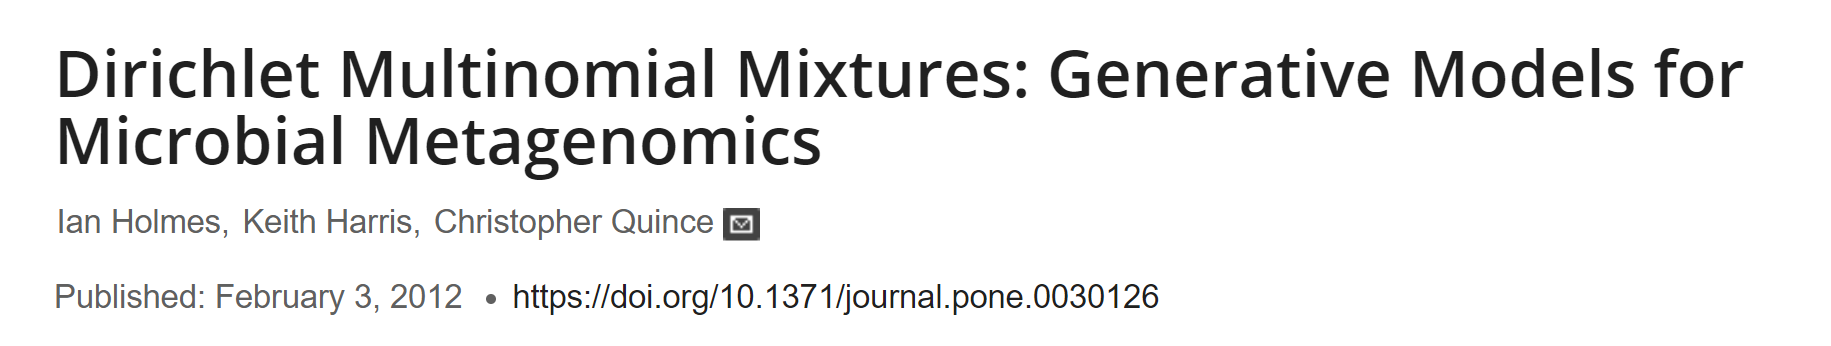 Dirichlet Multinomial Mixtures: Generative Models for
Microbial Metagenomics
Ian Holmes, Keith Harris, Christopher Quince
Published: February 3, 2012 • https://doi.org/10.1371/journal.pone.0030126